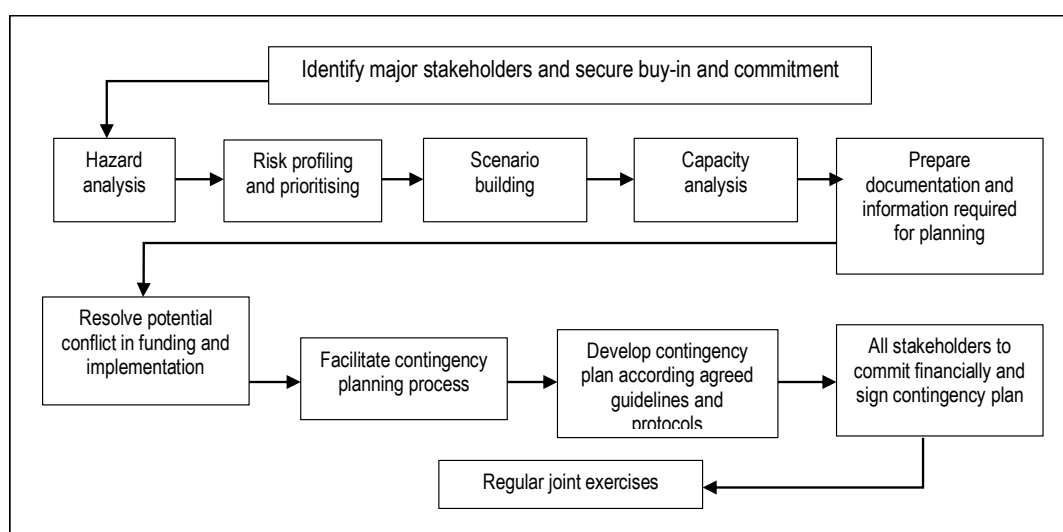 Identify major stakeholders and secure buy-in and commitment
Hazard
analysis
Risk profiling
and prioritising
Scenario
building
Capacity
analysis
Prepare
documentation and
information required
for planning
Resolve potential
conflict in funding and
implementation
Facilitate contingency
planning process
Develop contingency
plan according agreed
guidelines and
protocols
All stakeholders to
commit financially and
sign contingency plan
Regular joint exercises